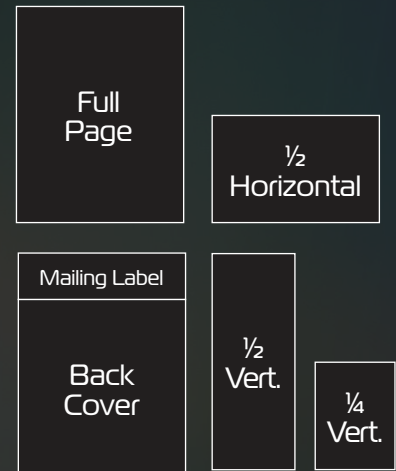 Full
Page
½
Horizontal
Mailing Label
Back
Cover
½
Vert.
¼
Vert.